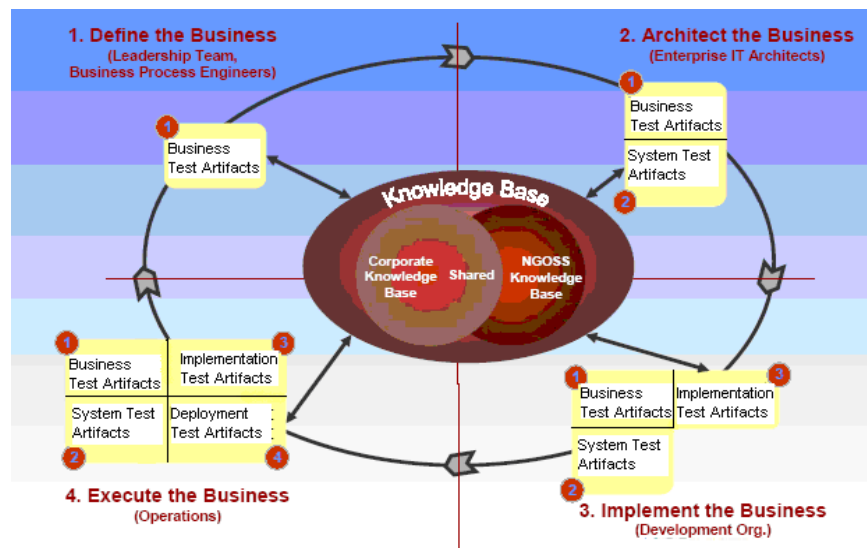 1. Define the Business
(Leadership Team,
Business Process Engineers)
2. Architect the Business
(Enterprise IT Architects)
1
Business
Test Artifacts
1
Business
Test Artifacts
System Test
Artifacts
2
Knowledge Base
Corporate
Knowledge
Base
Shared
NGOSS
Knowledge
Base
1
3
Business
Test Artifacts
Implementation
Test Artifacts
System Test
Artifacts
Deployment
Test Artifacts
2
4
4. Execute the Business
(Operations)
1
3
Business
Test Artifacts
Implementation
Test Artifacts
System Test
Artifacts
2
3. Implement the Business
(Development Org.)